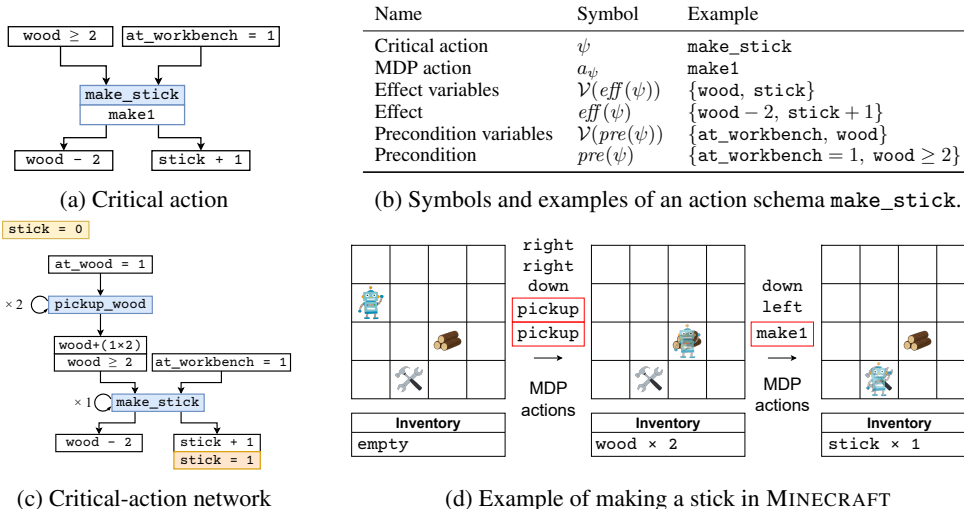 wood ≥ 2
at_workbench = 1
make_stick
make1
wood − 2
stick + 1
(a) Critical action
Name Symbol Example
Critical action ψ make_stick
MDP action a_ψ make1
Effect variables 𝒱(eff(ψ)) {wood, stick}
Effect eff(ψ) {wood − 2, stick + 1}
Precondition variables 𝒱(pre(ψ)) {at_workbench, wood}
Precondition pre(ψ) {at_workbench = 1, wood ≥ 2}
(b) Symbols and examples of an action schema make_stick.
stick = 0
at_wood = 1
× 2
pickup_wood
wood+(1×2)
wood ≥ 2
at_workbench = 1
× 1
make_stick
wood − 2
stick + 1
stick = 1
(c) Critical-action network
right
right
down
pickup
pickup
MDP
actions
down
left
make1
MDP
actions
Inventory
empty
Inventory
wood × 2
Inventory
stick × 1
(d) Example of making a stick in MINECRAFT